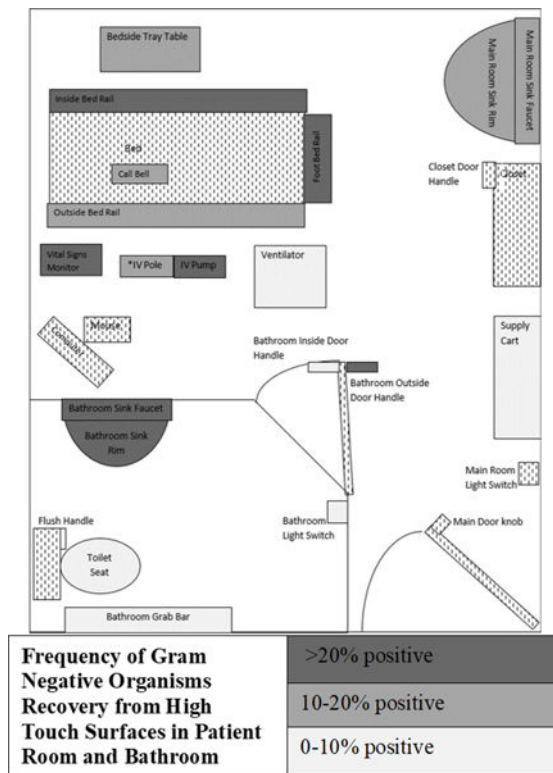 Bedside Tray Table
Main Room Sink Rim
Main Room Sink Faucet
Inside Bed Rail
Bed
Call Bell
Foot Bed Rail
Outside Bed Rail
Closet Door
Handle
Closet
Vital Signs
Monitor
*IV Pole
IV Pump
Ventilator
Mouse
Computer
Supply
Cart
Bathroom Inside Door
Handle
Bathroom Outside
Door Handle
Bathroom Sink Faucet
Bathroom Sink
Rim
Main Room
Light Switch
Flush Handle
Toilet
Seat
Bathroom
Light Switch
Main Door knob
Bathroom Grab Bar
Frequency of Gram
Negative Organisms
Recovery from High
Touch Surfaces in Patient
Room and Bathroom
>20% positive
10-20% positive
0-10% positive